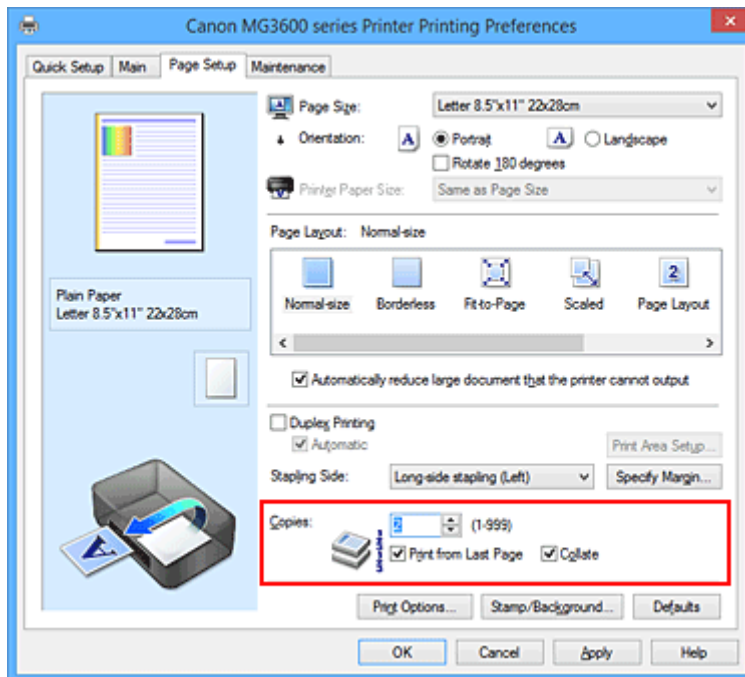 Canon MG3600 series Printer Printing Preferences
Quick Setup Main Page Setup Maintenance
Page Size: Letter 8.5"x11" 22x28cm
Orientation: A Portrait A Landscape
Rotate 180 degrees
Printer Paper Size: Same as Page Size
Page Layout: Normal-size
2
Normal-size Borderless Fit-to-Page Scaled Page Layout
Automatically reduce large document that the printer cannot output
Plain Paper
Letter 8.5"x11" 22x28cm
Duplex Printing
Automatic Print Area Setup...
Stapling Side: Long-side stapling (Left) Specify Margin...
Copies: 2 (1-999)
Print from Last Page Collate
A
Print Options... Stamp/Background... Defaults
OK Cancel Apply Help